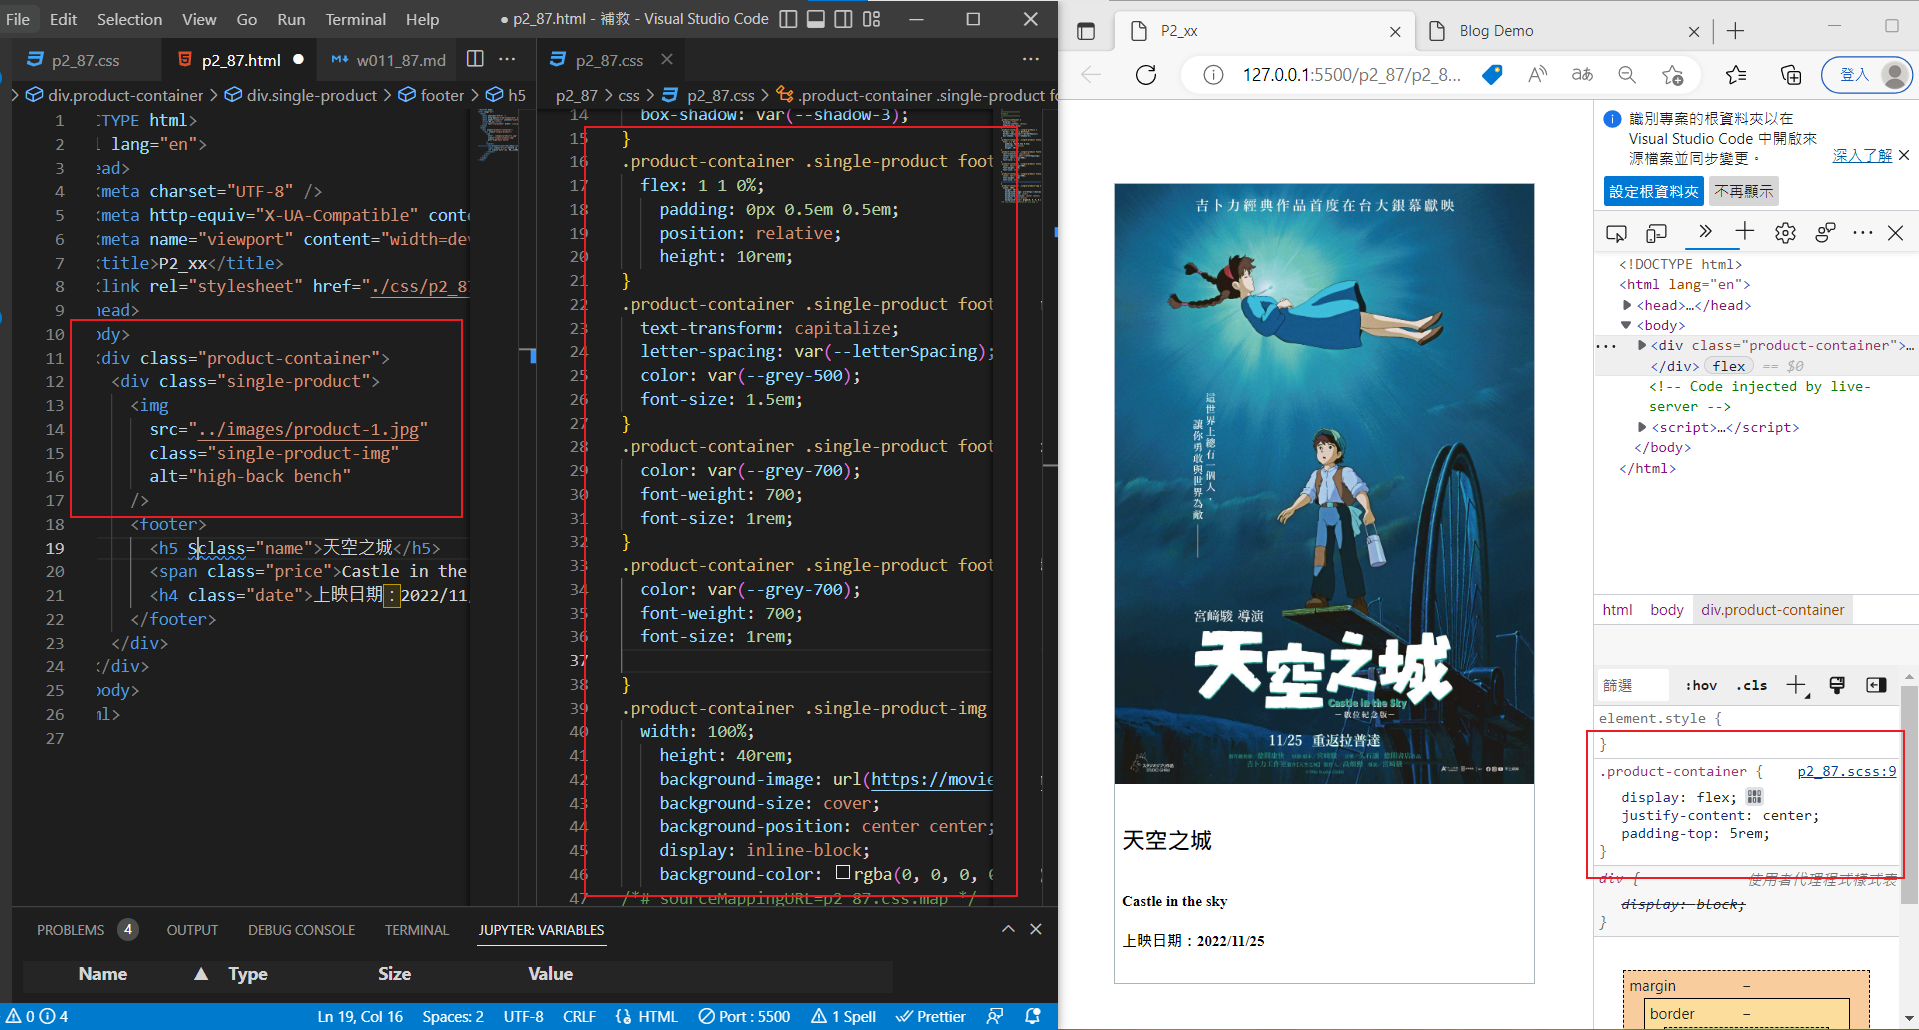 File Edit Selection View Go Run Terminal Help ● p2_87.html - 補救 - Visual Studio Code
p2_87.css p2_87.html ● w011_87.md ···
div.product-container > div.single-product > footer > h5
1 :TYPE html>
2 l lang="en">
3 ead>
4 <meta charset="UTF-8" />
5 <meta http-equiv="X-UA-Compatible" conte
6 <meta name="viewport" content="width=dev
7 <title>P2_xx</title>
8 <link rel="stylesheet" href="./css/p2_87
9 head>
10 ody>
11 <div class="product-container">
12 <div class="single-product">
13 <img
14 src="../images/product-1.jpg"
15 class="single-product-img"
16 alt="high-back bench"
17 />
18 <footer>
19 <h5 Sclass="name">天空之城</h5>
20 <span class="price">Castle in the
21 <h4 class="date">上映日期：2022/11,
22 </footer>
23 </div>
24 </div>
25 body>
26 ml>
27
p2_87.css ···
p2_87 > css > p2_87.css > .product-container .single-product fo
14 box-shadow: var(--shadow-3);
15 }
16 .product-container .single-product foot
17 flex: 1 1 0%;
18 padding: 0px 0.5em 0.5em;
19 position: relative;
20 height: 10rem;
21 }
22 .product-container .single-product foot
23 text-transform: capitalize;
24 letter-spacing: var(--letterSpacing);
25 color: var(--grey-500);
26 font-size: 1.5em;
27 }
28 .product-container .single-product foot
29 color: var(--grey-700);
30 font-weight: 700;
31 font-size: 1rem;
32 }
33 .product-container .single-product foot
34 color: var(--grey-700);
35 font-weight: 700;
36 font-size: 1rem;
37
38 }
39 .product-container .single-product-img
40 width: 100%;
41 height: 40rem;
42 background-image: url(https://movie
43 background-size: cover;
44 background-position: center center;
45 display: inline-block;
46 background-color: rgba(0, 0, 0, 0
47 /*# sourceMappingURL=p2_87.css.map */
PROBLEMS 4 OUTPUT DEBUG CONSOLE TERMINAL JUPYTER: VARIABLES
Name ▲ Type Size Value
0 4 Ln 19, Col 16 Spaces: 2 UTF-8 CRLF HTML Port : 5500 1 Spell Prettier
P2_xx Blog Demo
127.0.0.1:5500/p2_87/p2_8... 登入
吉卜力經典作品首度在台大銀幕獻映
這世界上總有一個人，
讓你勇敢與世界為敵
宮﨑駿 導演
天空之城
Castle in the Sky
－數位紀念版－
11/25 重返拉普達
天空之城
Castle in the sky
上映日期：2022/11/25
識別專案的根資料夾以在
Visual Studio Code 中開啟來
源檔案並同步變更。
深入了解
設定根資料夾 不再顯示
<!DOCTYPE html>
<html lang="en">
<head>…</head>
<body>
··· <div class="product-container">…
</div> flex == $0
<!-- Code injected by live-
server -->
<script>…</script>
</body>
</html>
html body div.product-container
篩選 :hov .cls
element.style {
}
.product-container { p2_87.scss:9
display: flex;
justify-content: center;
padding-top: 5rem;
}
div { 使用者代理程式樣式表
display: block;
}
margin –
border –